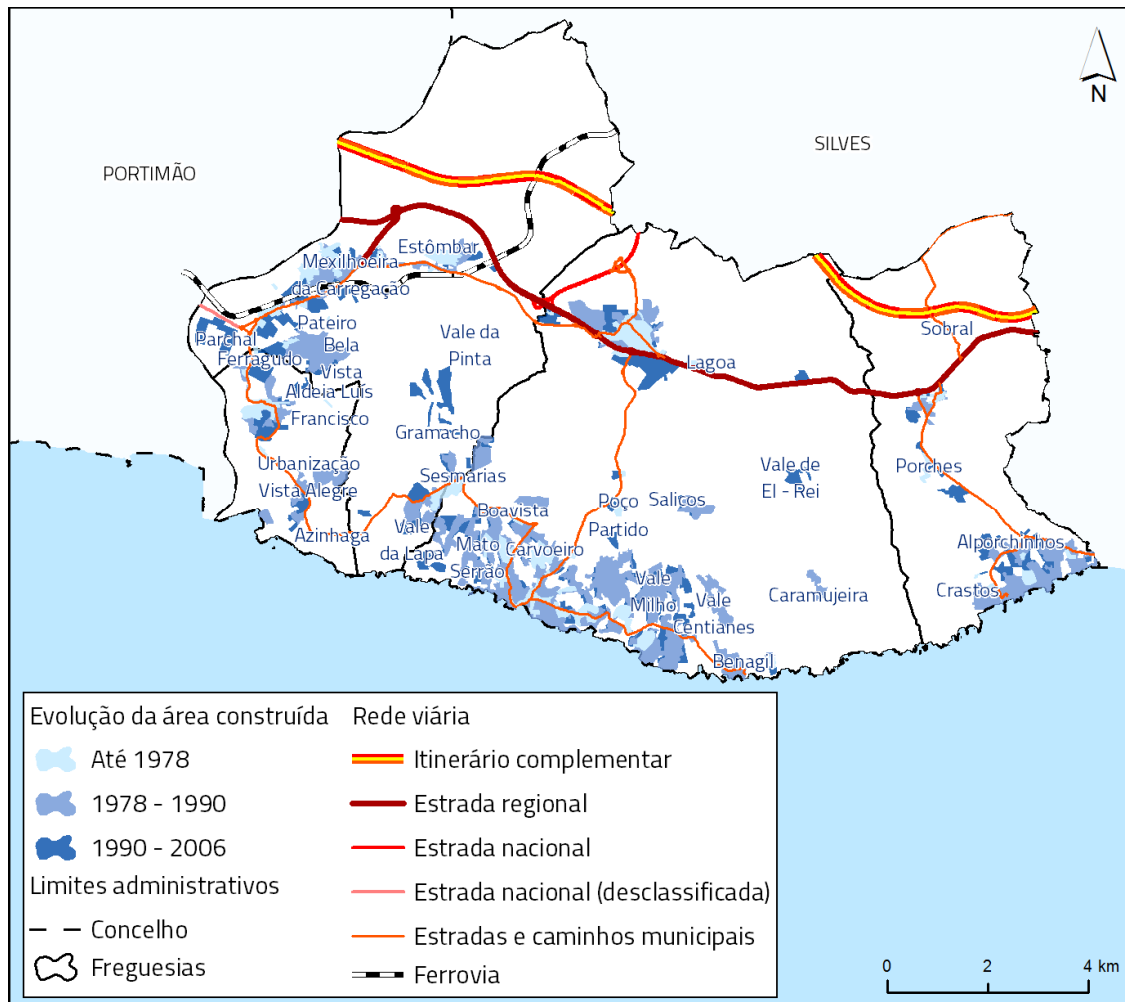 N
SILVES
PORTIMÃO
Estômbar
Mexilhoeira
da Carregação
Pateiro
Parchal
Bela
Vista
Ferragudo
Vale da
Pinta
Lagoa
Sobral
Aldeia Luís
Francisco
Gramacho
Urbanização
Vista Alegre
Sesmarias
Azinhaga
Vale
da Lapa
Boavista
Mato
Serrão
Carvoeiro
Poço
Partido
Salicos
Vale de
El - Rei
Porches
Alporchinhos
Crastos
Vale
Milho
Vale
Centianes
Caramujeira
Benagil
Evolução da área construída
Até 1978
1978 - 1990
1990 - 2006
Limites administrativos
Concelho
Freguesias
Rede viária
Itinerário complementar
Estrada regional
Estrada nacional
Estrada nacional (desclassificada)
Estradas e caminhos municipais
Ferrovia
0 2 4 km